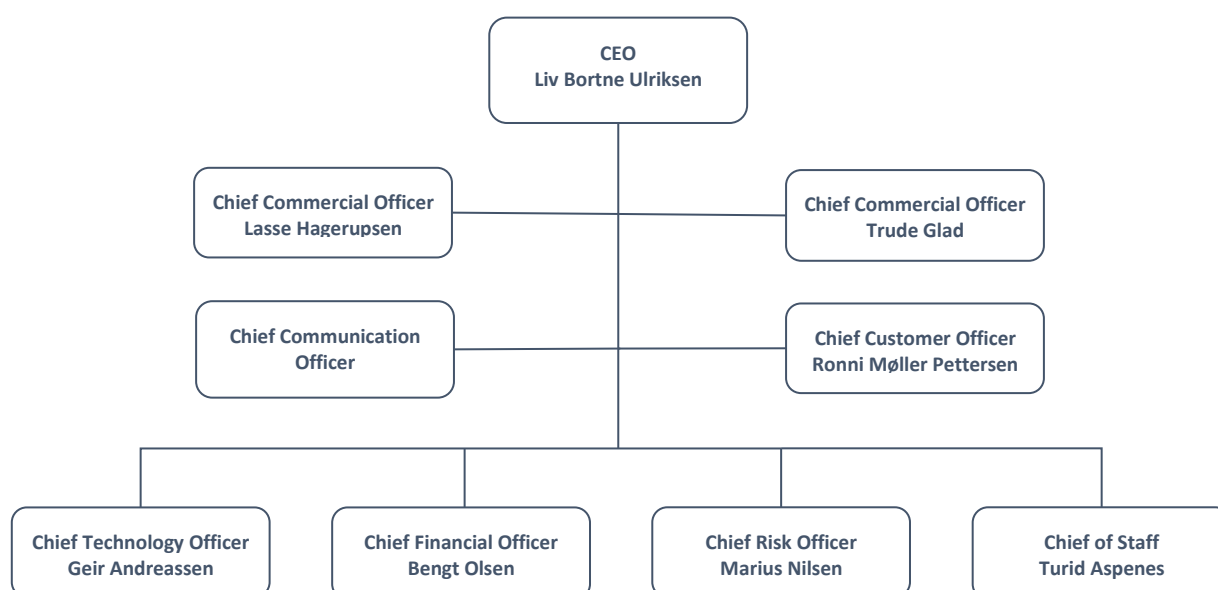 CEO
Liv Bortne Ulriksen
Chief Commercial Officer
Lasse Hagerupsen
Chief Commercial Officer
Trude Glad
Chief Communication
Officer
Chief Customer Officer
Ronni Møller Pettersen
Chief Technology Officer
Geir Andreassen
Chief Financial Officer
Bengt Olsen
Chief Risk Officer
Marius Nilsen
Chief of Staff
Turid Aspenes